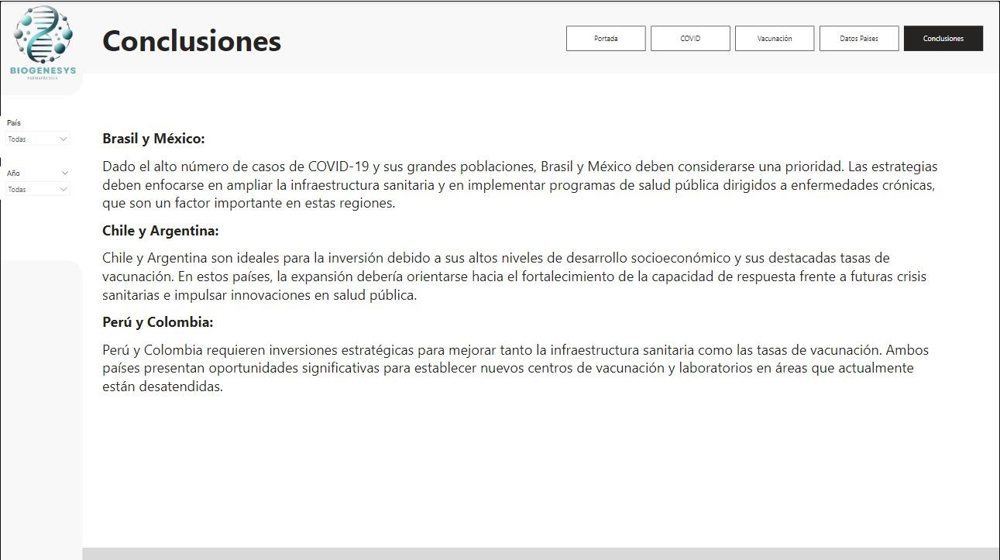 BIOGENESYS
FARMAPÉUTICA
Conclusiones
Portada
COVID
Vacunación
Datos Paises
Conclusiones
País
Todas
Año
Todas
Brasil y México:
Dado el alto número de casos de COVID-19 y sus grandes poblaciones, Brasil y México deben considerarse una prioridad. Las estrategias
deben enfocarse en ampliar la infraestructura sanitaria y en implementar programas de salud pública dirigidos a enfermedades crónicas,
que son un factor importante en estas regiones.
Chile y Argentina:
Chile y Argentina son ideales para la inversión debido a sus altos niveles de desarrollo socioeconómico y sus destacadas tasas de
vacunación. En estos países, la expansión debería orientarse hacia el fortalecimiento de la capacidad de respuesta frente a futuras crisis
sanitarias e impulsar innovaciones en salud pública.
Perú y Colombia:
Perú y Colombia requieren inversiones estratégicas para mejorar tanto la infraestructura sanitaria como las tasas de vacunación. Ambos
países presentan oportunidades significativas para establecer nuevos centros de vacunación y laboratorios en áreas que actualmente
están desatendidas.